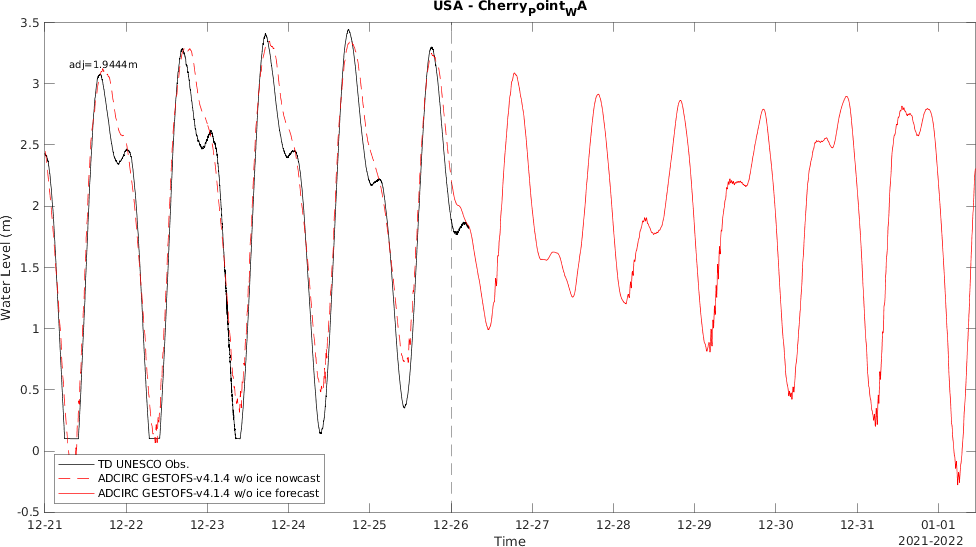 USA - Cherry_Point_WA
3.5
3
2.5
2
1.5
1
0.5
0
-0.5
Water Level (m)
adj=1.9444m
TD UNESCO Obs.
ADCIRC GESTOFS-v4.1.4 w/o ice nowcast
ADCIRC GESTOFS-v4.1.4 w/o ice forecast
12-21 12-22 12-23 12-24 12-25 12-26 12-27 12-28 12-29 12-30 12-31 01-01
Time
2021-2022